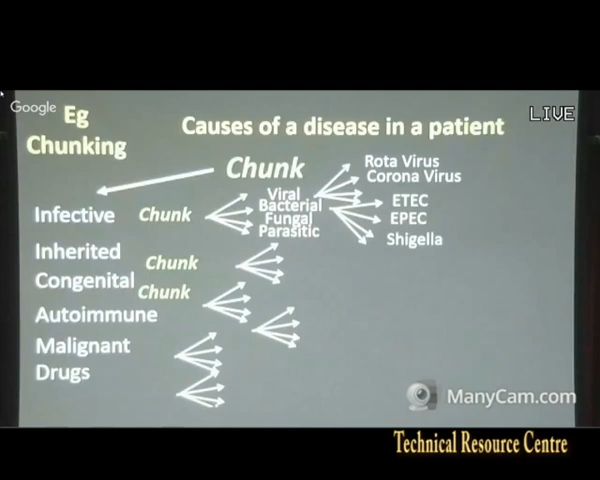 Google
LIVE
Eg
Chunking
Causes of a disease in a patient
Chunk
Rota Virus
Corona Virus
Viral
Bacterial
Fungal
Parasitic
ETEC
EPEC
Shigella
Infective
Chunk
Inherited
Chunk
Congenital
Chunk
Autoimmune
Malignant
Drugs
ManyCam.com
Technical Resource Centre